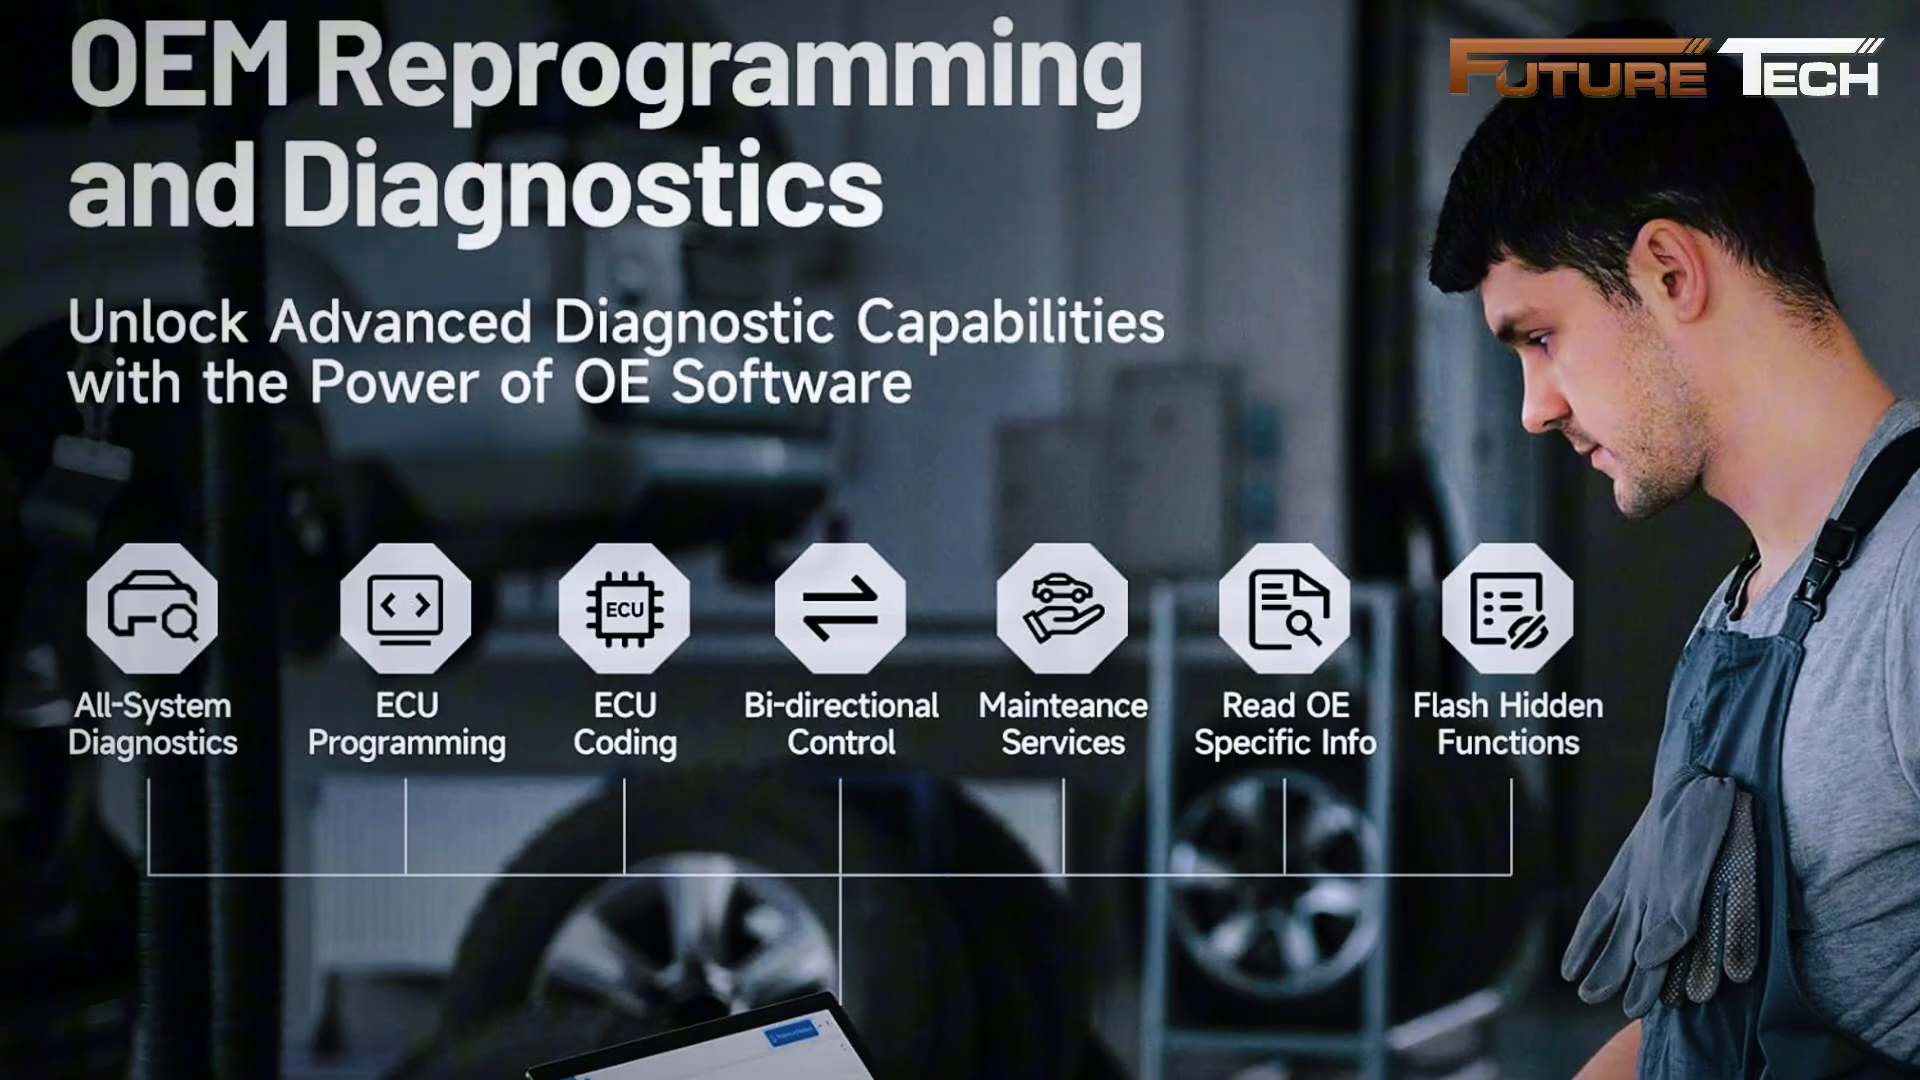 OEM Reprogramming
and Diagnostics
FUTURE TECH
Unlock Advanced Diagnostic Capabilities
with the Power of OE Software
ECU
All-System
Diagnostics
ECU
Programming
ECU
Coding
Bi-directional
Control
Mainteance
Services
Read OE
Specific Info
Flash Hidden
Functions